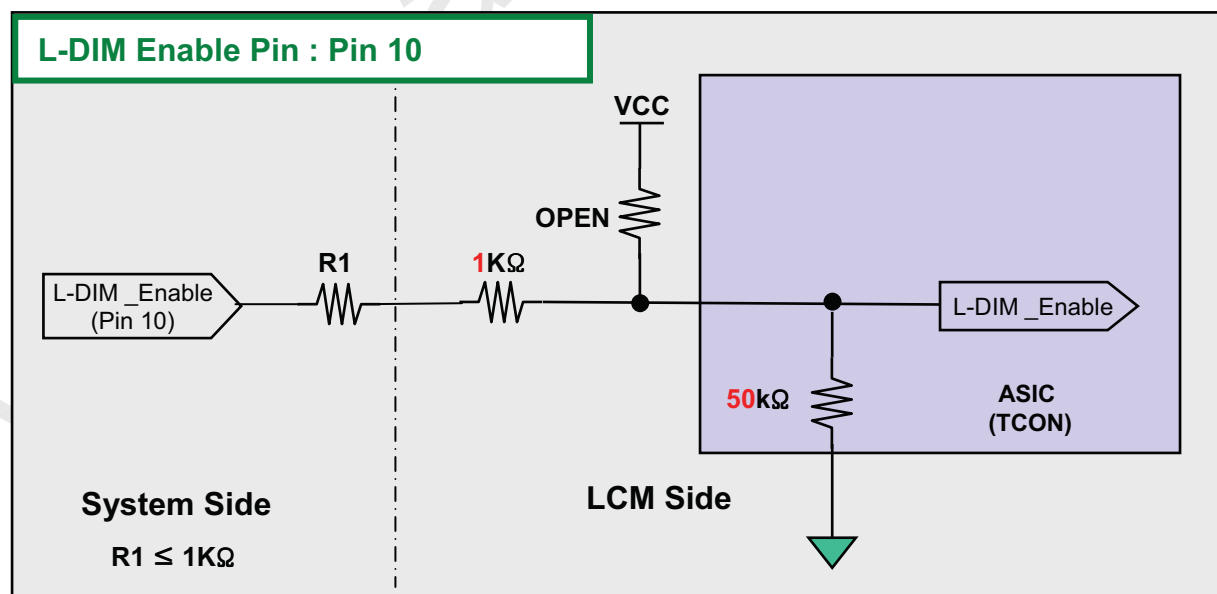 L-DIM Enable Pin : Pin 10
VCC
OPEN
R1
1KΩ
L-DIM _Enable
(Pin 10)
L-DIM _Enable
50kΩ
ASIC
(TCON)
System Side
LCM Side
R1 ≤ 1KΩ